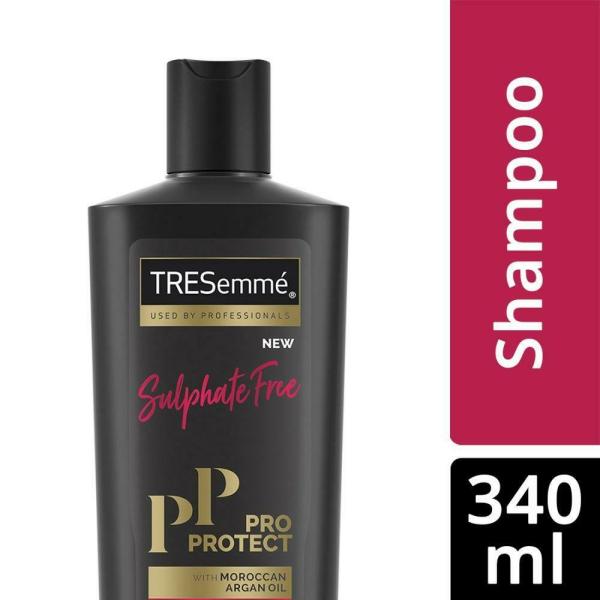 TRESemmé®
USED BY PROFESSIONALS
NEW
Sulphate Free
PP
PRO
PROTECT
WITH MOROCCAN
ARGAN OIL
Shampoo
340
ml